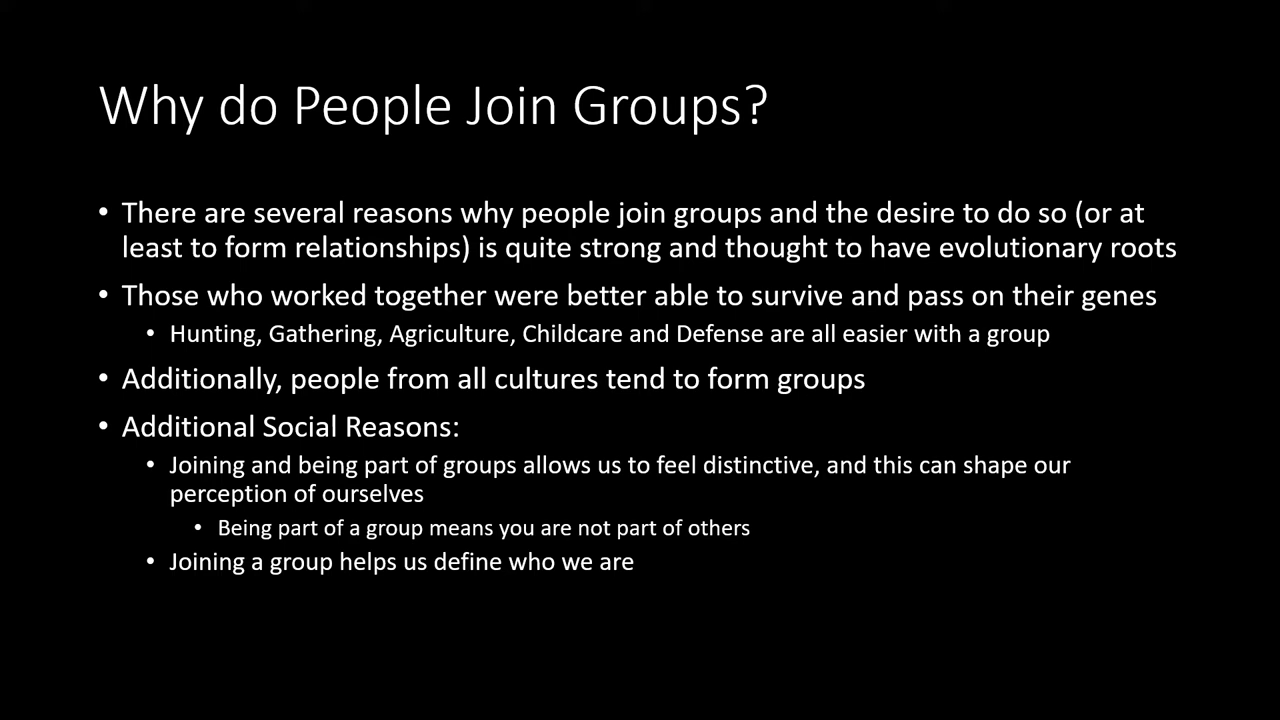 Why do People Join Groups?
• There are several reasons why people join groups and the desire to do so (or at
least to form relationships) is quite strong and thought to have evolutionary roots
• Those who worked together were better able to survive and pass on their genes
• Hunting, Gathering, Agriculture, Childcare and Defense are all easier with a group
• Additionally, people from all cultures tend to form groups
• Additional Social Reasons:
• Joining and being part of groups allows us to feel distinctive, and this can shape our
perception of ourselves
• Being part of a group means you are not part of others
• Joining a group helps us define who we are